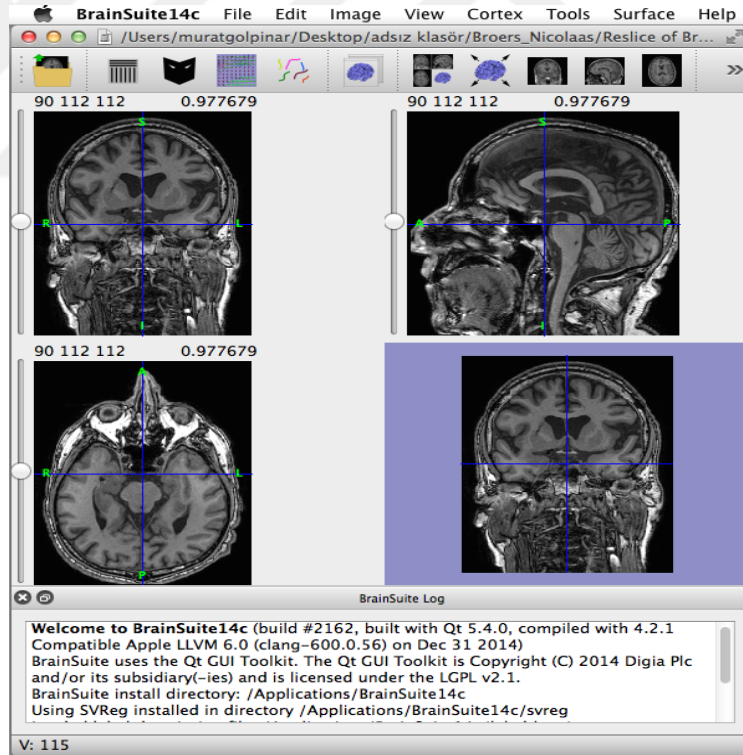 BrainSuite14c File Edit Image View Cortex Tools Surface Help
/Users/muratgolpinar/Desktop/adsız klasör/Broers_Nicolaas/Reslice of Br...
»
90 112 112 0.977679
90 112 112 0.977679
S
S
R
L
A
P
I
I
90 112 112 0.977679
A
R
L
P
BrainSuite Log
Welcome to BrainSuite14c (build #2162, built with Qt 5.4.0, compiled with 4.2.1
Compatible Apple LLVM 6.0 (clang-600.0.56) on Dec 31 2014)
BrainSuite uses the Qt GUI Toolkit. The Qt GUI Toolkit is Copyright (C) 2014 Digia Plc
and/or its subsidiary(-ies) and is licensed under the LGPL v2.1.
BrainSuite install directory: /Applications/BrainSuite14c
Using SVReg installed in directory /Applications/BrainSuite14c/svreg
V: 115